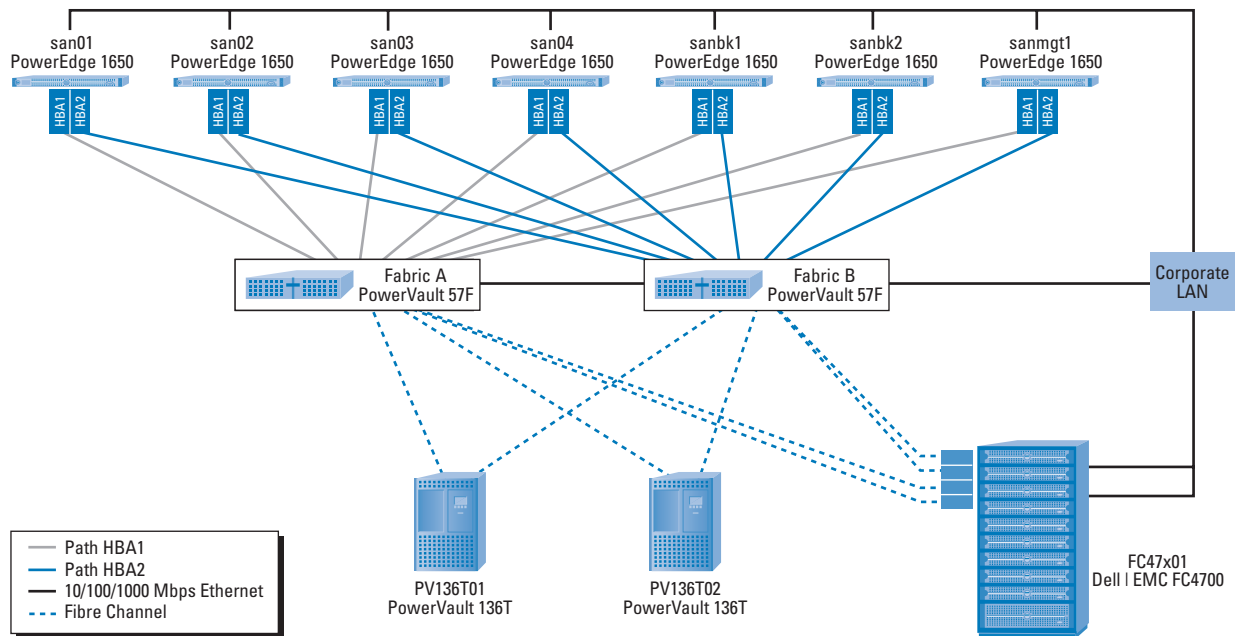 san01
PowerEdge 1650
san02
PowerEdge 1650
san03
PowerEdge 1650
san04
PowerEdge 1650
sanbk1
PowerEdge 1650
sanbk2
PowerEdge 1650
sanmgt1
PowerEdge 1650
HBA1
HBA2
HBA1
HBA2
HBA1
HBA2
HBA1
HBA2
HBA1
HBA2
HBA1
HBA2
HBA1
HBA2
Fabric A
PowerVault 57F
Fabric B
PowerVault 57F
Corporate
LAN
Path HBA1
Path HBA2
10/100/1000 Mbps Ethernet
Fibre Channel
PV136T01
PowerVault 136T
PV136T02
PowerVault 136T
FC47x01
Dell | EMC FC4700